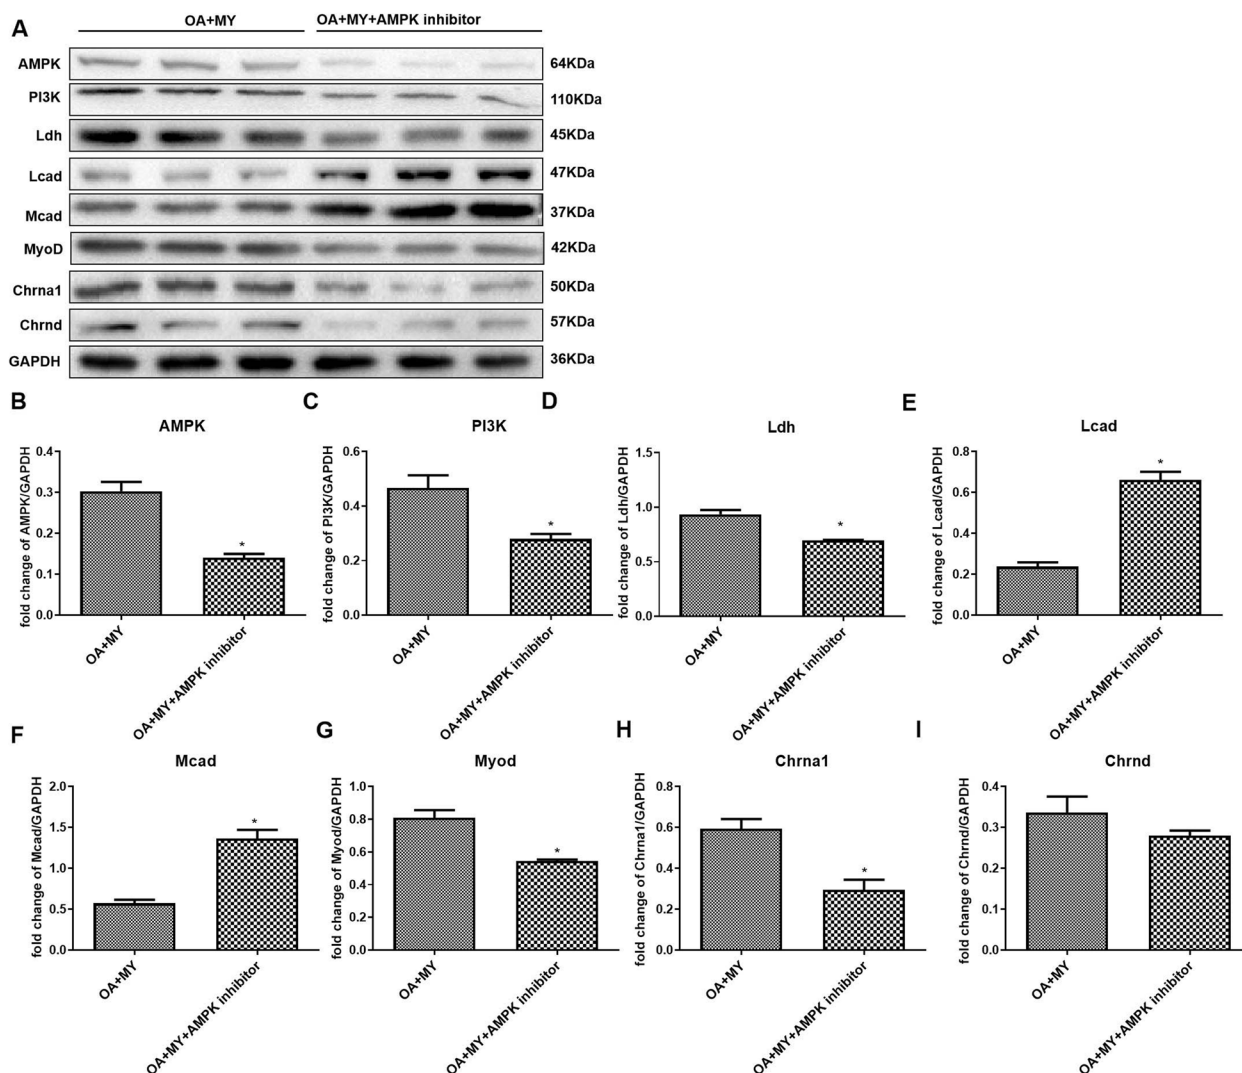 A
OA+MY
OA+MY+AMPK inhibitor
AMPK
64KDa
PI3K
110KDa
Ldh
45KDa
Lcad
47KDa
Mcad
37KDa
MyoD
42KDa
Chrna1
50KDa
Chrnd
57KDa
GAPDH
36KDa
B
AMPK
fold change of AMPK/GAPDH
0.4
0.3
0.2
0.1
0.0
*
OA+MY
OA+MY+AMPK inhibitor
C
PI3K
fold change of PI3K/GAPDH
0.6
0.4
0.2
0.0
*
OA+MY
OA+MY+AMPK inhibitor
D
Ldh
fold change of Ldh/GAPDH
1.5
1.0
0.5
0.0
*
OA+MY
OA+MY+AMPK inhibitor
E
Lcad
fold change of Lcad/GAPDH
0.8
0.6
0.4
0.2
0.0
*
OA+MY
OA+MY+AMPK inhibitor
F
Mcad
fold change of Mcad/GAPDH
2.0
1.5
1.0
0.5
0.0
*
OA+MY
OA+MY+AMPK inhibitor
G
Myod
fold change of Myod/GAPDH
1.0
0.8
0.6
0.4
0.2
0.0
*
OA+MY
OA+MY+AMPK inhibitor
H
Chrna1
fold change of Chrna1/GAPDH
0.8
0.6
0.4
0.2
0.0
*
OA+MY
OA+MY+AMPK inhibitor
I
Chrnd
fold change of Chrnd/GAPDH
0.4
0.3
0.2
0.1
0.0
OA+MY
OA+MY+AMPK inhibitor